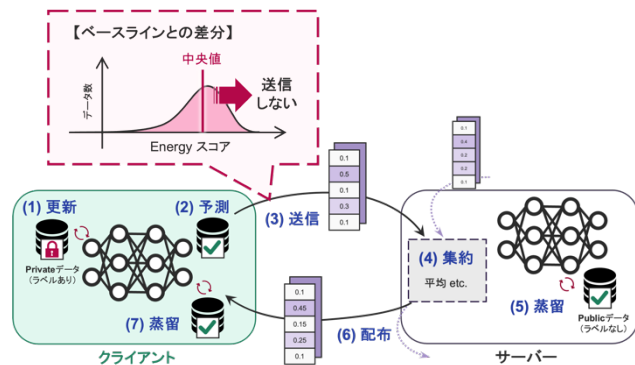 【ベースラインとの差分】
中央値
送信
しない
データ数
Energy スコア
0.1
0.4
0.2
0.2
0.1
0.1
0.5
0.1
0.3
0.1
(1) 更新
(2) 予測
(3) 送信
Privateデータ
(ラベルあり)
(4) 集約
平均 etc.
(5) 蒸留
Publicデータ
(ラベルなし)
0.1
0.45
0.15
0.25
0.1
(6) 配布
(7) 蒸留
クライアント
サーバー